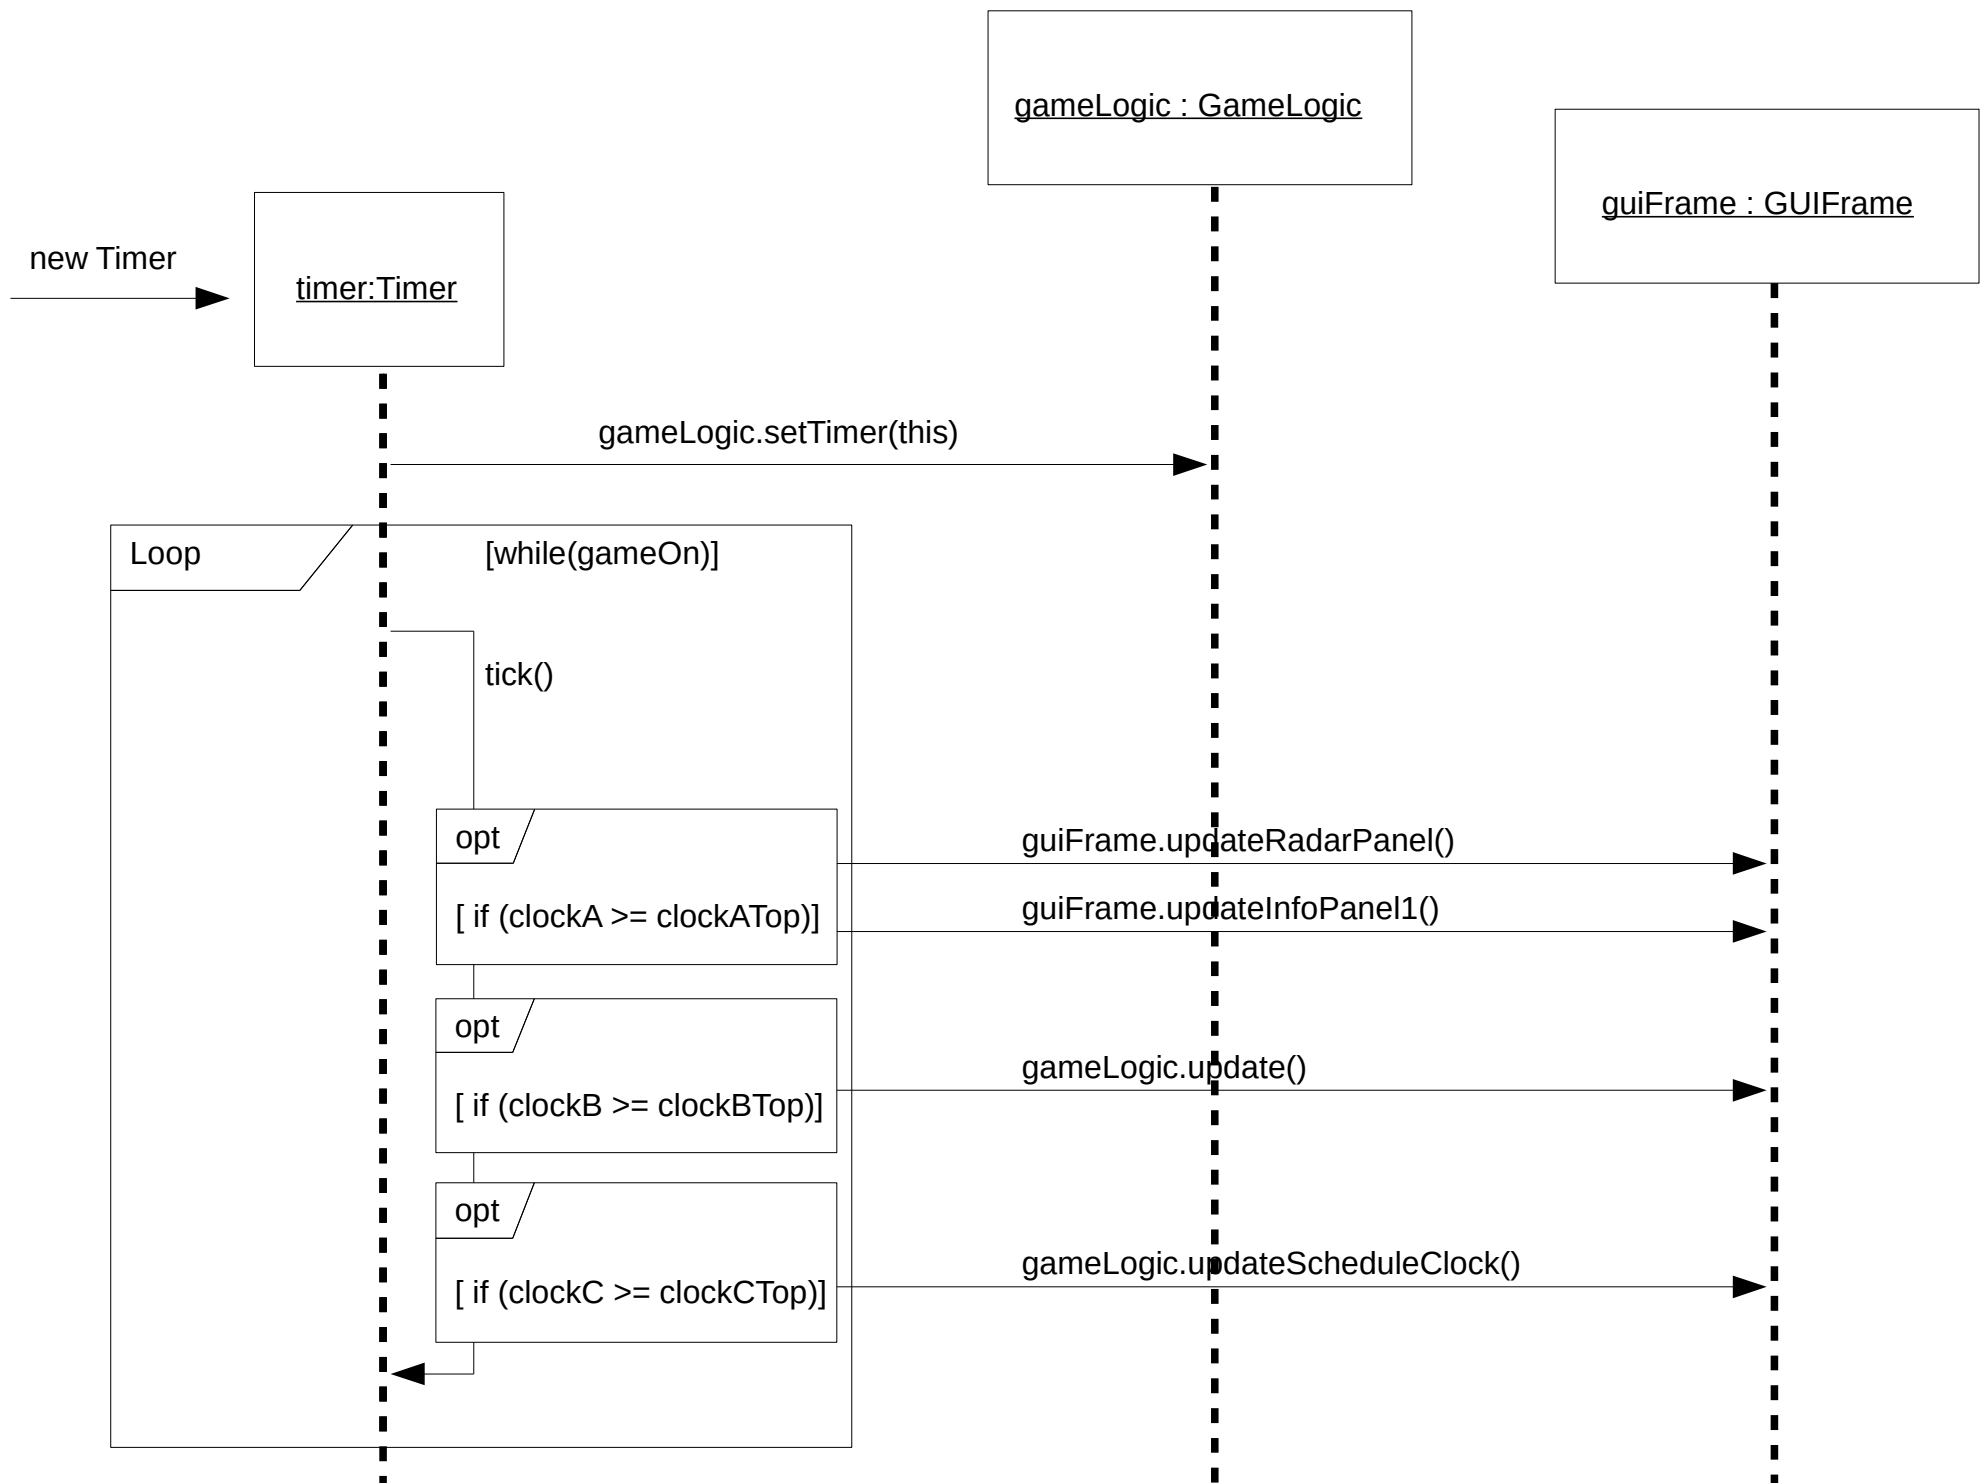 gameLogic : GameLogic
guiFrame : GUIFrame
new Timer
timer:Timer
gameLogic.setTimer(this)
Loop
[while(gameOn)]
tick()
opt
guiFrame.updateRadarPanel()
[ if (clockA >= clockATop)]
guiFrame.updateInfoPanel1()
opt
gameLogic.update()
[ if (clockB >= clockBTop)]
opt
gameLogic.updateScheduleClock()
[ if (clockC >= clockCTop)]